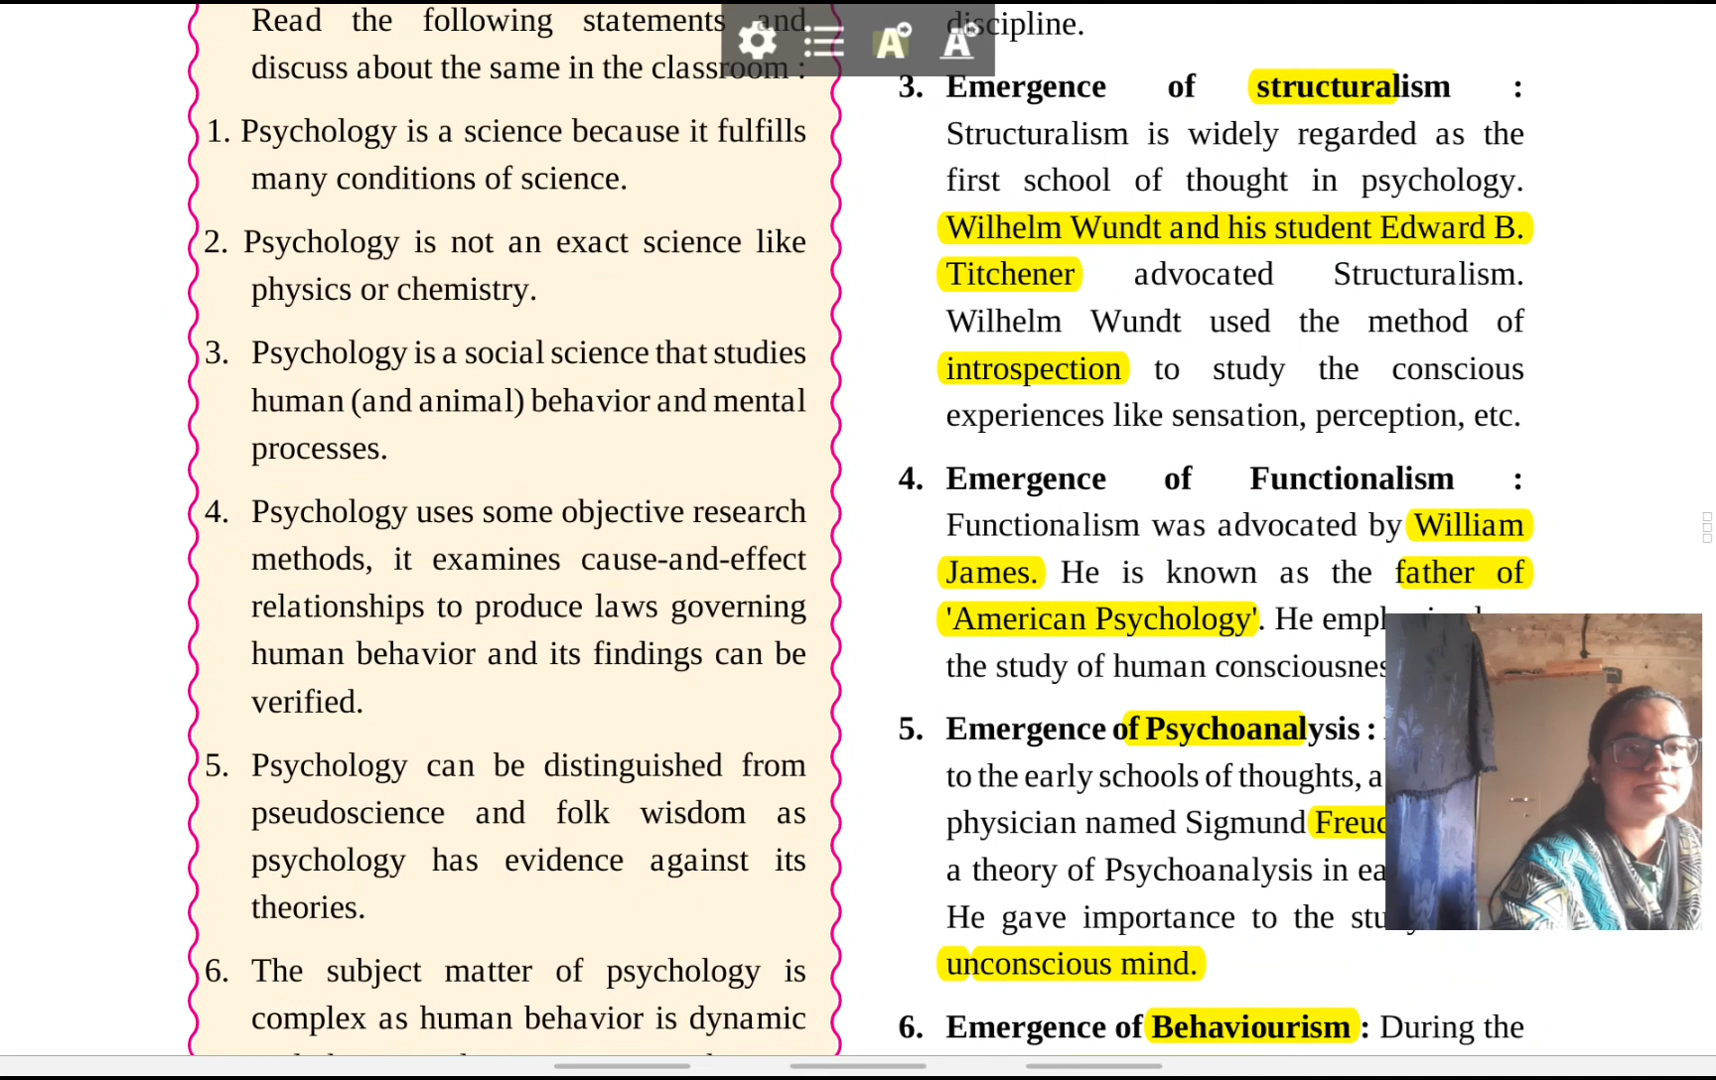 Read the following statements and
discuss about the same in the classroom :
1. Psychology is a science because it fulfills
many conditions of science.
2. Psychology is not an exact science like
physics or chemistry.
3. Psychology is a social science that studies
human (and animal) behavior and mental
processes.
4. Psychology uses some objective research
methods, it examines cause-and-effect
relationships to produce laws governing
human behavior and its findings can be
verified.
5. Psychology can be distinguished from
pseudoscience and folk wisdom as
psychology has evidence against its
theories.
6. The subject matter of psychology is
complex as human behavior is dynamic
discipline.
3. Emergence of structuralism :
Structuralism is widely regarded as the
first school of thought in psychology.
Wilhelm Wundt and his student Edward B.
Titchener advocated Structuralism.
Wilhelm Wundt used the method of
introspection to study the conscious
experiences like sensation, perception, etc.
4. Emergence of Functionalism :
Functionalism was advocated by William
James. He is known as the father of
'American Psychology'. He
the study of human
5. Emergence of Psychoanalysis :
to the early schools of thoughts, a
physician named Sigmund
a theory of Psychoanalysis in
He gave importance to the
unconscious mind.
6. Emergence of Behaviourism : During the